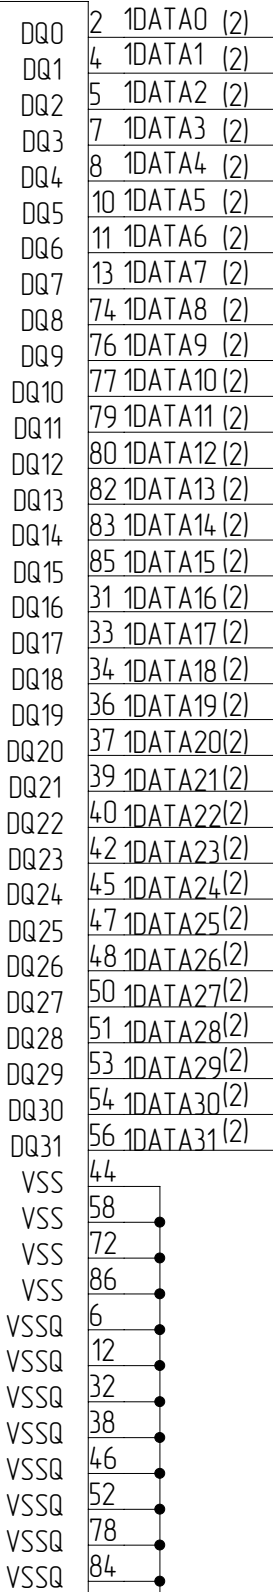 DQ0 2 1DATA0 (2)
DQ1 4 1DATA1 (2)
DQ2 5 1DATA2 (2)
DQ3 7 1DATA3 (2)
DQ4 8 1DATA4 (2)
DQ5 10 1DATA5 (2)
DQ6 11 1DATA6 (2)
DQ7 13 1DATA7 (2)
DQ8 74 1DATA8 (2)
DQ9 76 1DATA9 (2)
DQ10 77 1DATA10 (2)
DQ11 79 1DATA11 (2)
DQ12 80 1DATA12 (2)
DQ13 82 1DATA13 (2)
DQ14 83 1DATA14 (2)
DQ15 85 1DATA15 (2)
DQ16 31 1DATA16 (2)
DQ17 33 1DATA17 (2)
DQ18 34 1DATA18 (2)
DQ19 36 1DATA19 (2)
DQ20 37 1DATA20 (2)
DQ21 39 1DATA21 (2)
DQ22 40 1DATA22 (2)
DQ23 42 1DATA23 (2)
DQ24 45 1DATA24 (2)
DQ25 47 1DATA25 (2)
DQ26 48 1DATA26 (2)
DQ27 50 1DATA27 (2)
DQ28 51 1DATA28 (2)
DQ29 53 1DATA29 (2)
DQ30 54 1DATA30 (2)
DQ31 56 1DATA31 (2)
VSS 44
VSS 58
VSS 72
VSS 86
VSSQ 6
VSSQ 12
VSSQ 32
VSSQ 38
VSSQ 46
VSSQ 52
VSSQ 78
VSSQ 84